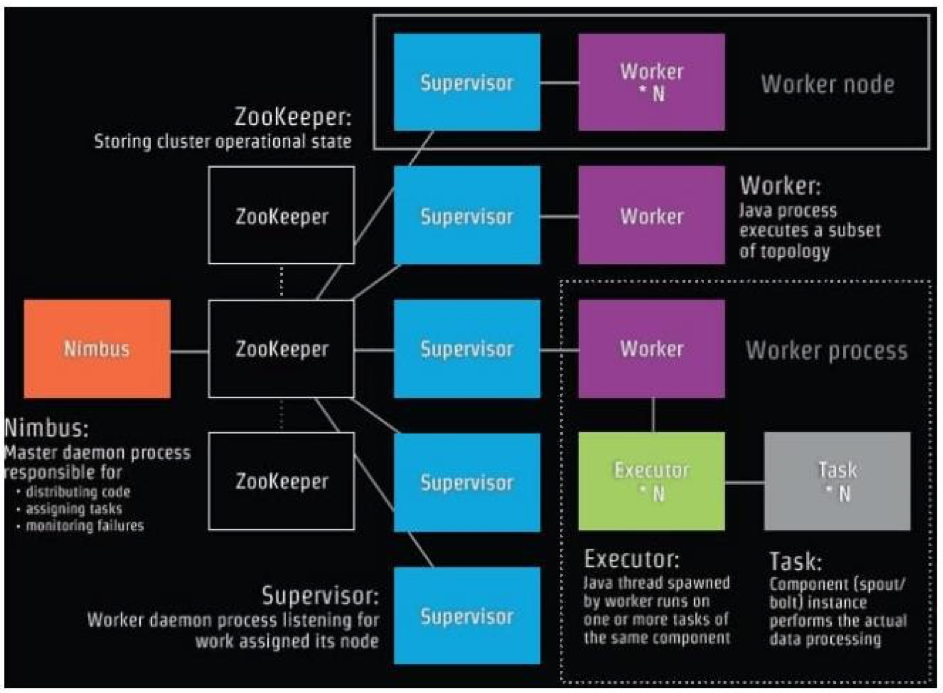 Supervisor
Worker
* N
Worker node
ZooKeeper:
Storing cluster operational state
ZooKeeper
Supervisor
Worker
Worker:
Java process
executes a subset
of topology
Nimbus
ZooKeeper
Supervisor
Worker
Worker process
Nimbus:
Master daemon process
responsible for
• distributing code
• assigning tasks
• monitoring failures
ZooKeeper
Supervisor
Executor
* N
Task
* N
Executor:
Java thread spawned
by worker runs on
one or more tasks of
the same component
Task:
Component (spout/
bolt) instance
performs the actual
data processing
Supervisor:
Worker daemon process listening for
work assigned its node
Supervisor